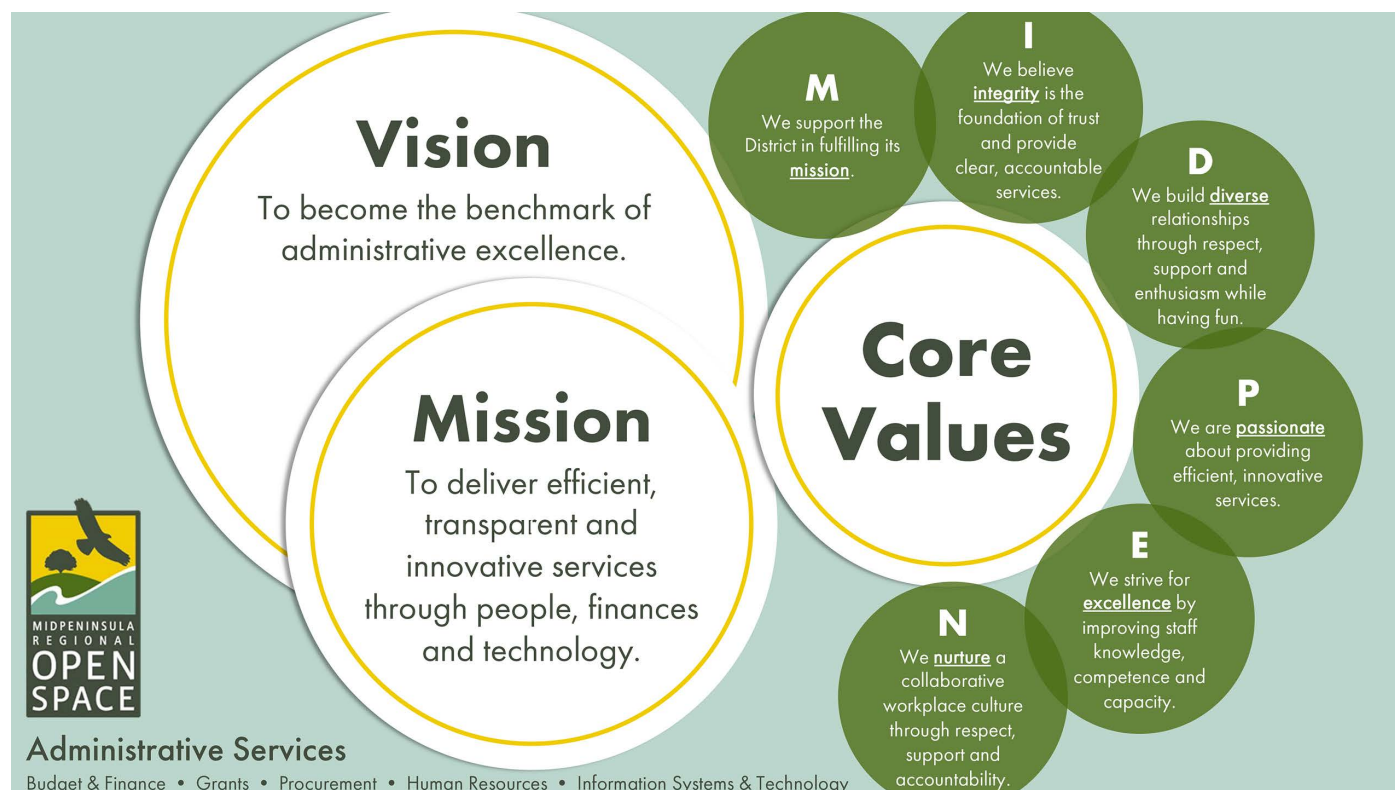 Vision
To become the benchmark of
administrative excellence.
Mission
To deliver efficient,
transparent and
innovative services
through people, finances
and technology.
Core
Values
M
We support the
District in fulfilling its
mission.
I
We believe
integrity is the
foundation of trust
and provide
clear, accountable
services.
D
We build diverse
relationships
through respect,
support and
enthusiasm while
having fun.
P
We are passionate
about providing
efficient, innovative
services.
E
We strive for
excellence by
improving staff
knowledge,
competence and
capacity.
N
We nurture a
collaborative
workplace culture
through respect,
support and
accountability.
MIDPENINSULA
REGIONAL
OPEN
SPACE
Administrative Services
Budget & Finance • Grants • Procurement • Human Resources • Information Systems & Technology